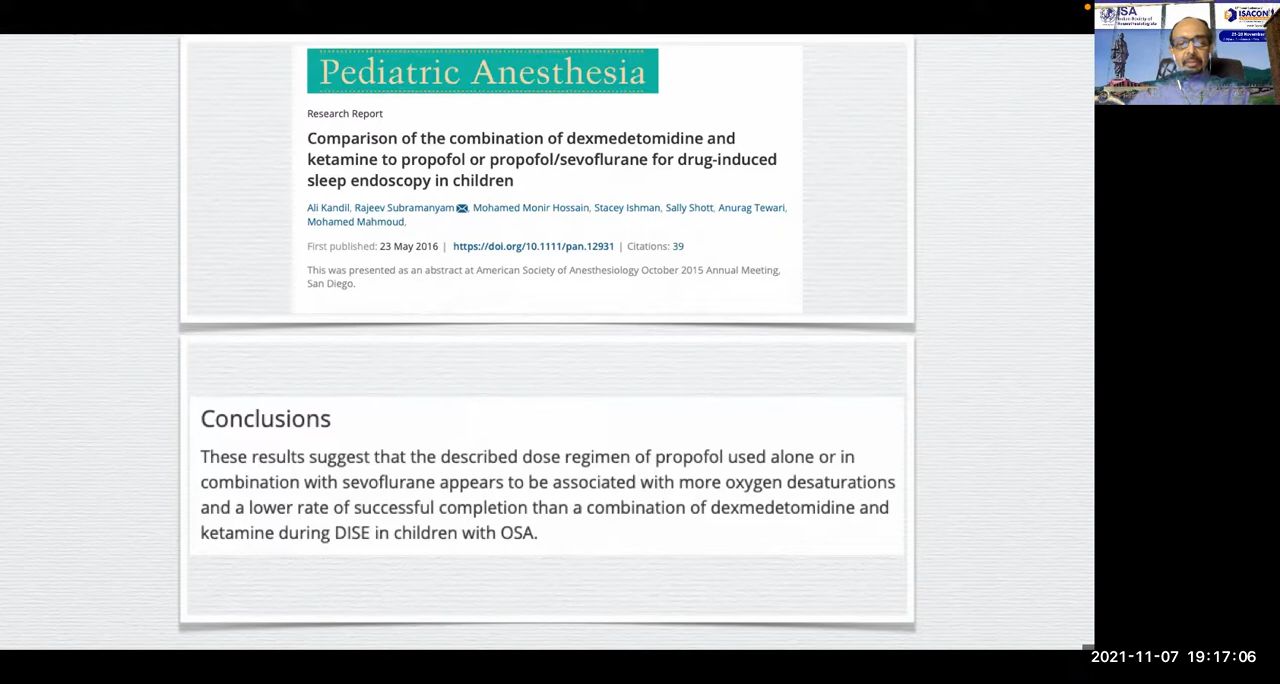 Pediatric Anesthesia
Research Report
Comparison of the combination of dexmedetomidine and
ketamine to propofol or propofol/sevoflurane for drug-induced
sleep endoscopy in children
Ali Kandil, Rajeev Subramanyam, Mohamed Monir Hossain, Stacey Ishman, Sally Shott, Anurag Tewari,
Mohamed Mahmoud,
First published: 23 May 2016 | https://doi.org/10.1111/pan.12931 | Citations: 39
This was presented as an abstract at American Society of Anesthesiology October 2015 Annual Meeting,
San Diego.
Conclusions
These results suggest that the described dose regimen of propofol used alone or in
combination with sevoflurane appears to be associated with more oxygen desaturations
and a lower rate of successful completion than a combination of dexmedetomidine and
ketamine during DISE in children with OSA.
ISA
ISACON
2021-11-07 19:17:06